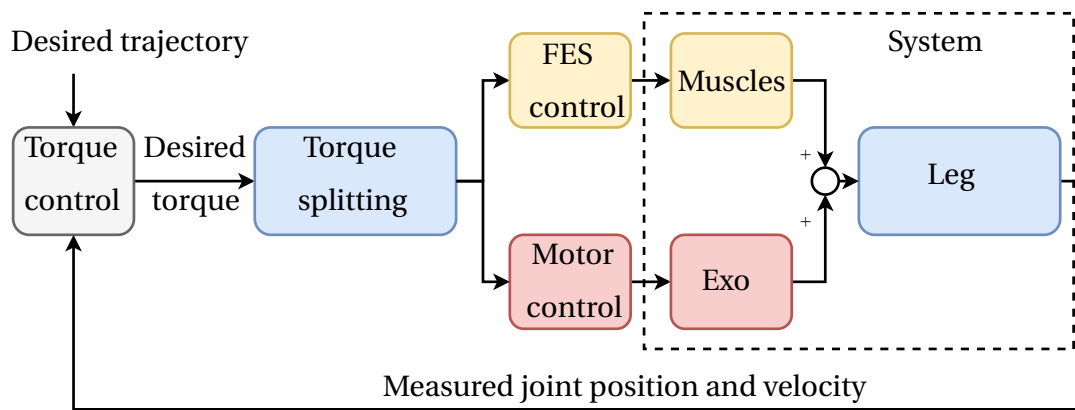 Desired trajectory
Torque
control
Desired
torque
Torque
splitting
FES
control
Motor
control
System
Muscles
Exo
+
+
Leg
Measured joint position and velocity